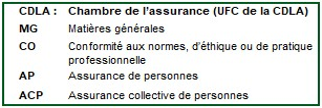 CDLA : Chambre de l'assurance (UFC de la CDLA)
MG Matières générales
CO Conformité aux normes, d'éthique ou de pratique
professionnelle
AP Assurance de personnes
ACP Assurance collective de personnes